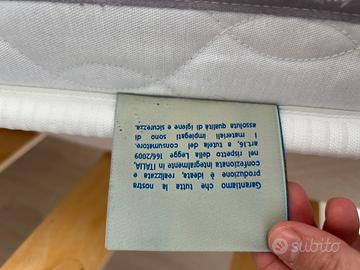 Garantiamo che tutta la nostra
produzione è ideata, realizzata e
confezionata integralmente in ITALIA,
nel rispetto della Legge 166/2009
art.16, a tutela del consumatore.
I materiali impiegati sono di
assoluta qualità di igiene e sicurezza.
subito